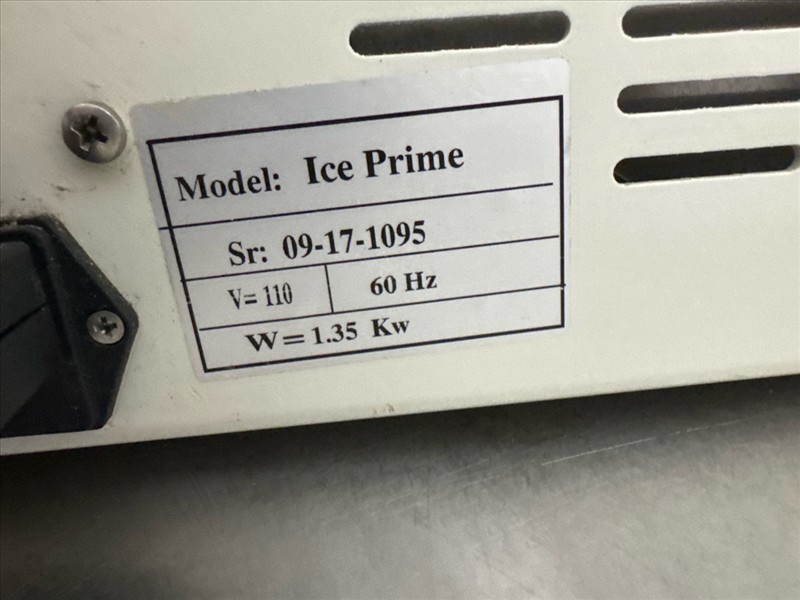 Model: Ice Prime
Sr: 09-17-1095
V= 110 60 Hz
W = 1.35 Kw